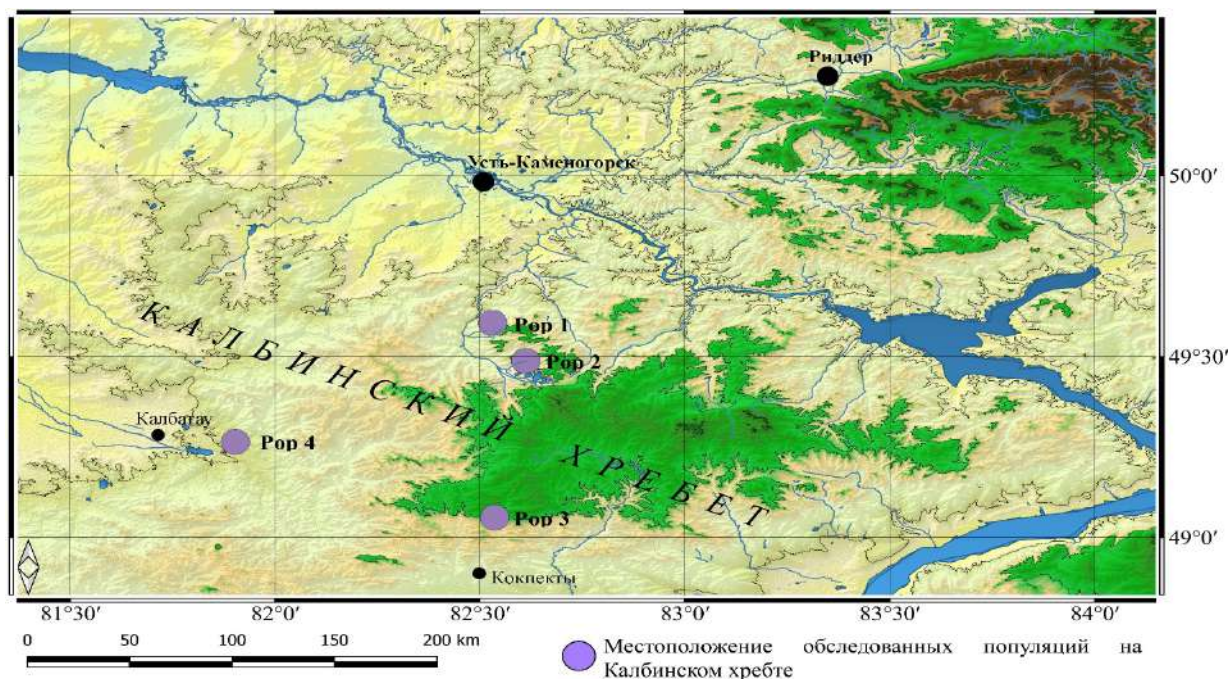 Риддер
Усть-Каменогорск
50°0'
Pop 1
Pop 2
49°30'
КАЛБИНСКИЙ ХРЕБЕТ
Калбатау
Pop 4
Pop 3
49°0'
Кокпекты
81°30' 82°0' 82°30' 83°0' 83°30' 84°0'
0 50 100 150 200 km
Местоположение обследованных популяций на
Калбинском хребте